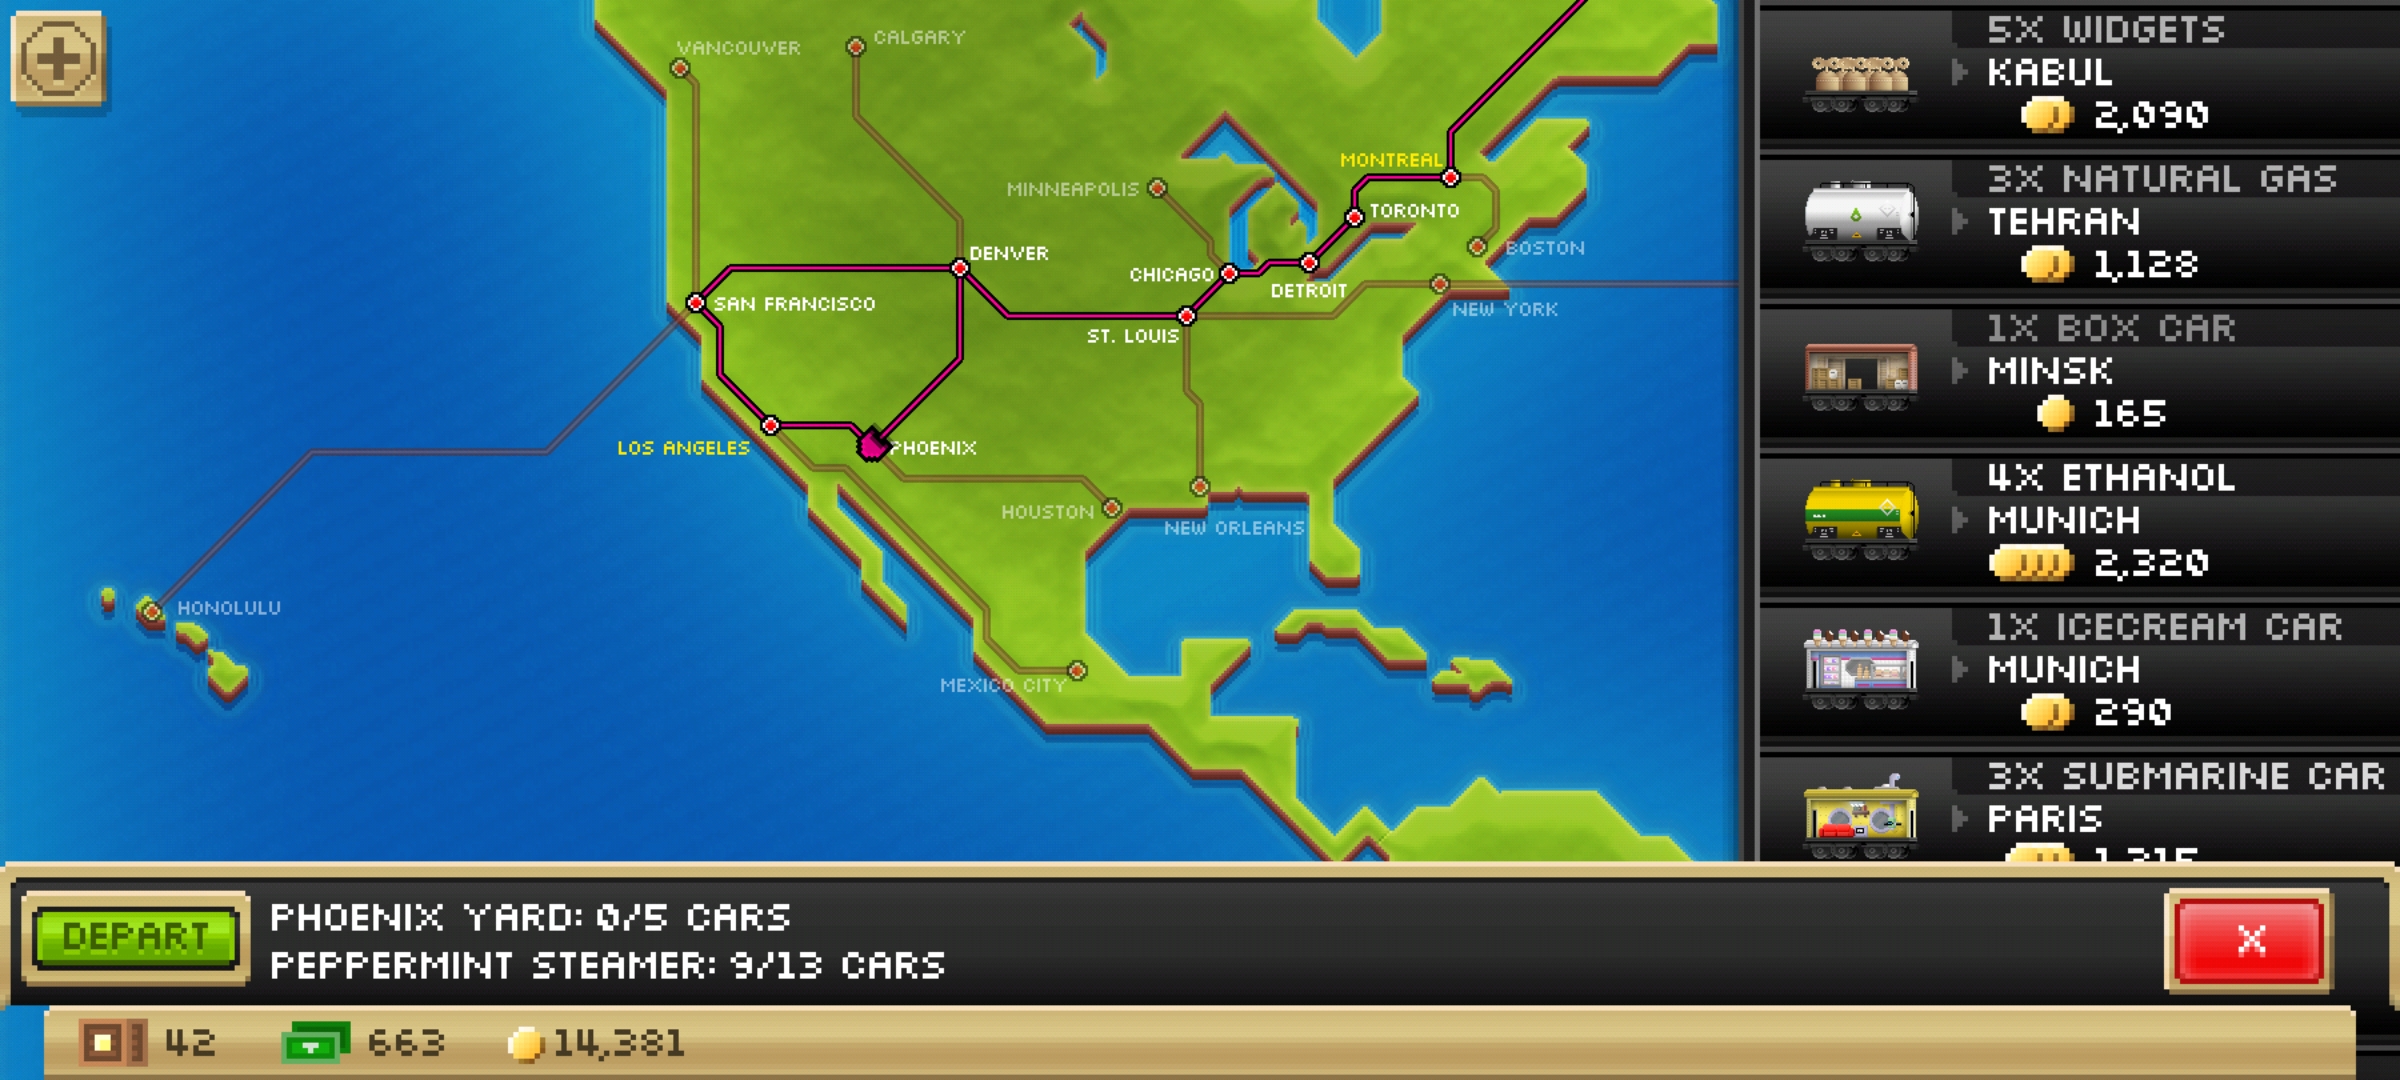 VANCOUVER
CALGARY
MINNEAPOLIS
MONTREAL
TORONTO
DENVER
CHICAGO
DETROIT
BOSTON
SAN FRANCISCO
ST. LOUIS
NEW YORK
LOS ANGELES
PHOENIX
HOUSTON
NEW ORLEANS
HONOLULU
MEXICO CITY
5X WIDGETS
KABUL
2,090
3X NATURAL GAS
TEHRAN
1,128
1X BOX CAR
MINSK
165
4X ETHANOL
MUNICH
2,320
1X ICECREAM CAR
MUNICH
290
3X SUBMARINE CAR
PARIS
DEPART
PHOENIX YARD: 0/5 CARS
PEPPERMINT STEAMER: 9/13 CARS
X
42
663
14,381